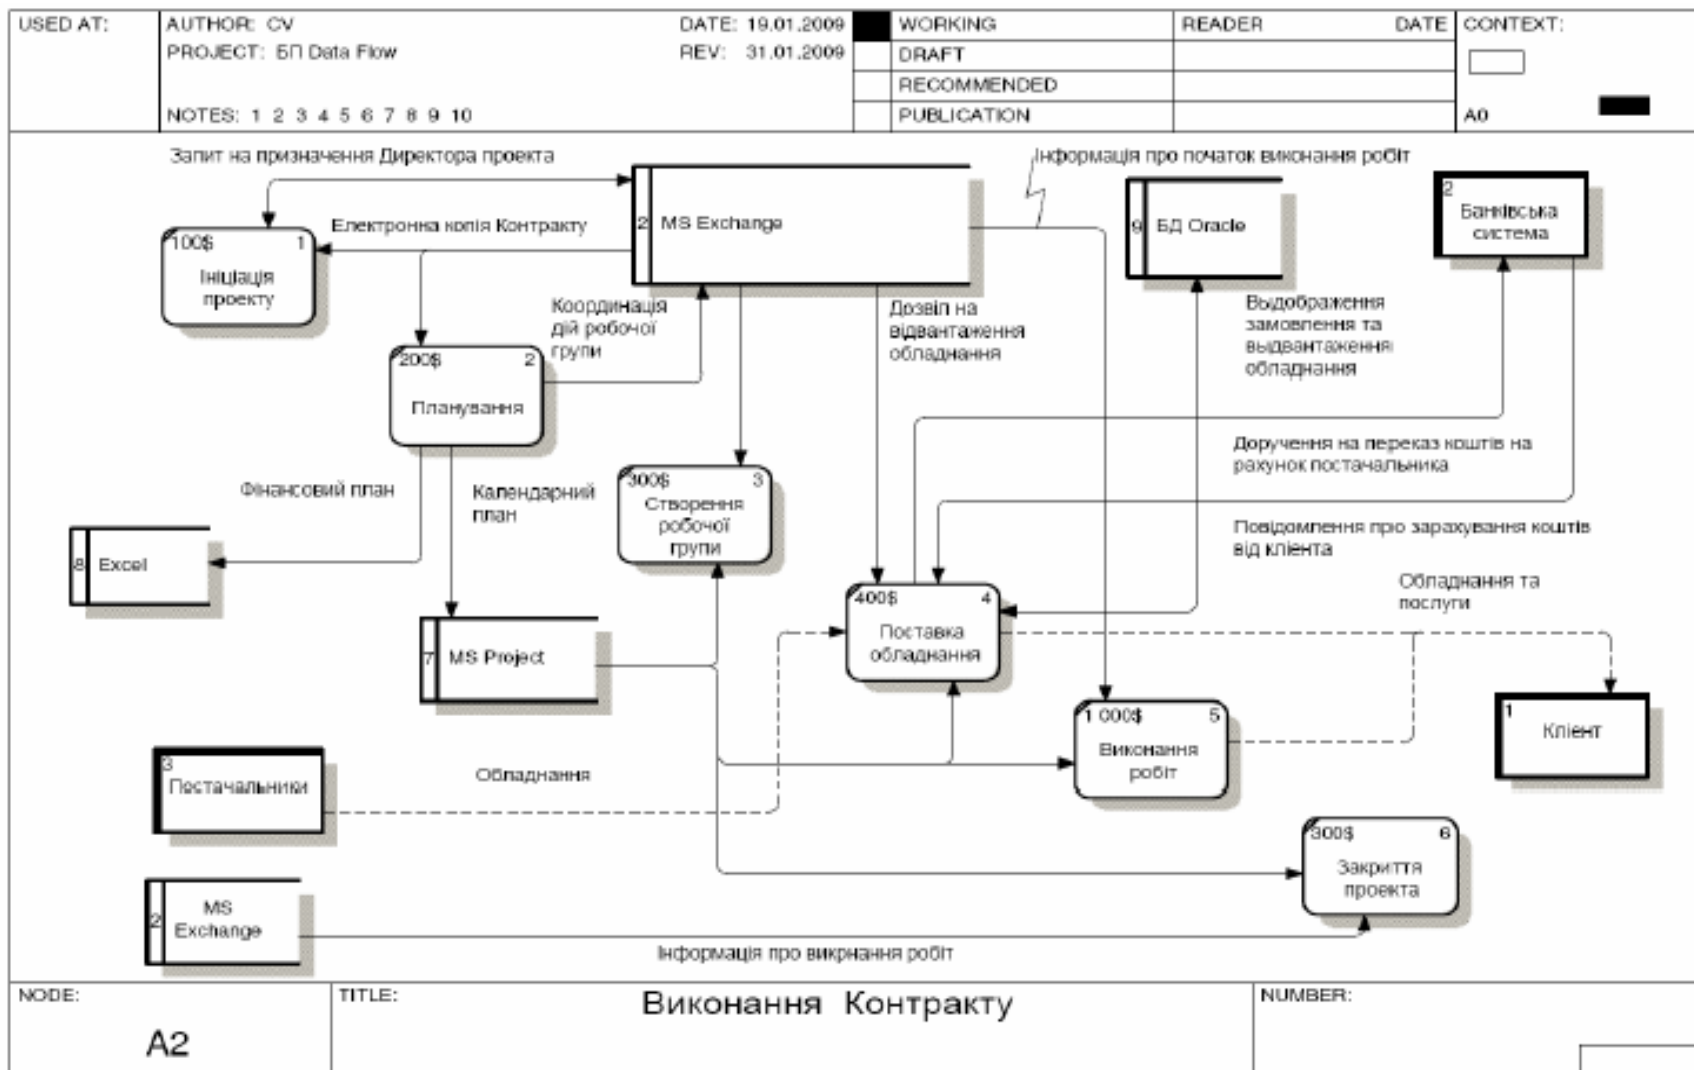 USED AT:
AUTHOR: CV
DATE: 19.01.2009
PROJECT: БП Data Flow
REV: 31.01.2009
NOTES: 1 2 3 4 5 6 7 8 9 10
WORKING
DRAFT
RECOMMENDED
PUBLICATION
READER
DATE
CONTEXT:
A0
Запит на призначення Директора проекта
Інформація про початок виконання робіт
2
MS Exchange
9
БД Oracle
2
Банківська
система
Електронна копія Контракту
100$
1
Ініціація
проекту
Координація
дій робочої
групи
Дозвіл на
відвантаження
обладнання
Выдображення
замовлення та
выдвантаження
обладнання
200$
2
Планування
Доручення на переказ коштів на
рахунок постачальника
Фінансовий план
Календарний
план
300$
3
Створення
робочої
групи
Повідомлення про зарахування коштів
від клієнта
8
Excel
Обладнання та
послуги
400$
4
Поставка
обладнання
7
MS Project
1 000$
5
Виконання
робіт
1
Клієнт
3
Постачальники
Обладнання
300$
6
Закриття
проекта
2
MS
Exchange
Інформація про викрнання робіт
NODE:
A2
TITLE:
Виконання Контракту
NUMBER: